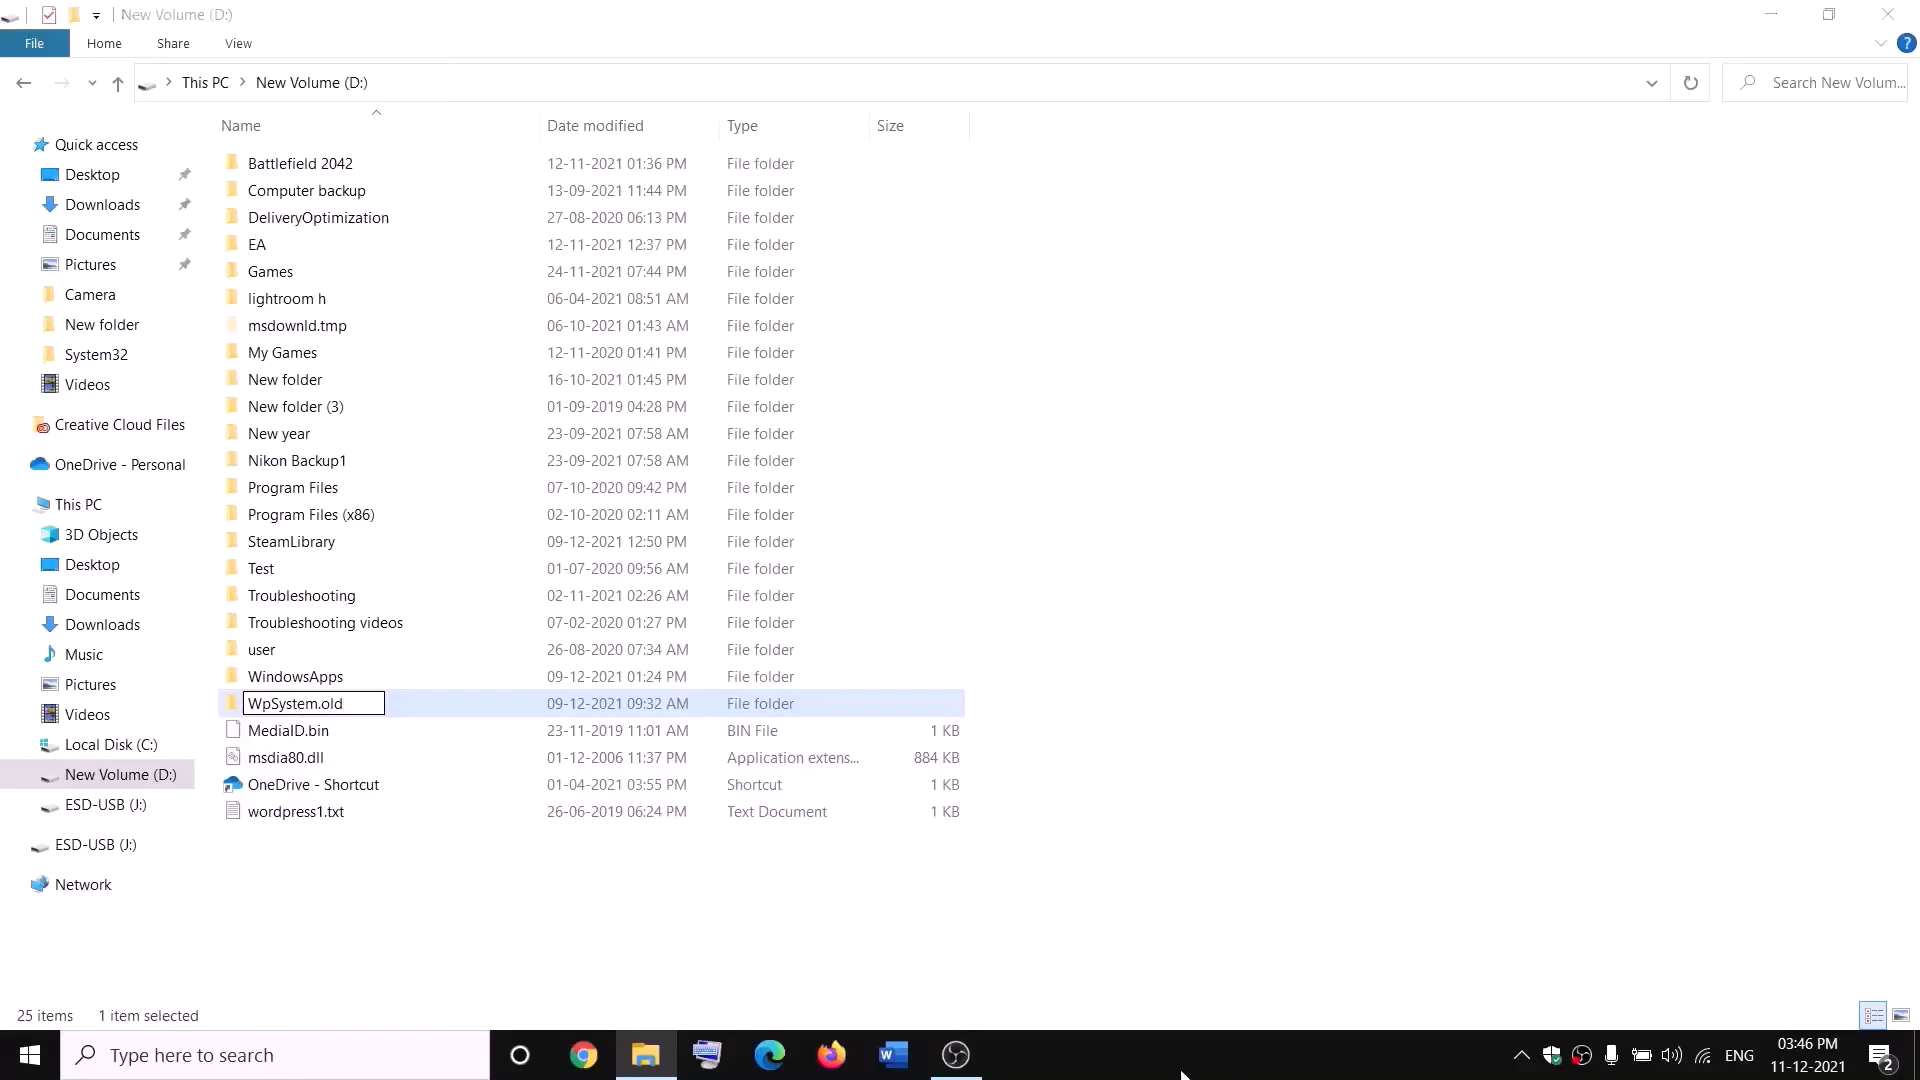 New Volume (D:)
File Home Share View
This PC New Volume (D:) Search New Volum...
Name Date modified Type Size
Quick access
Desktop
Downloads
Documents
Pictures
Camera
New folder
System32
Videos
Creative Cloud Files
OneDrive - Personal
This PC
3D Objects
Desktop
Documents
Downloads
Music
Pictures
Videos
Local Disk (C:)
New Volume (D:)
ESD-USB (J:)
ESD-USB (J:)
Network
Battlefield 2042 12-11-2021 01:36 PM File folder
Computer backup 13-09-2021 11:44 PM File folder
DeliveryOptimization 27-08-2020 06:13 PM File folder
EA 12-11-2021 12:37 PM File folder
Games 24-11-2021 07:44 PM File folder
lightroom h 06-04-2021 08:51 AM File folder
msdownld.tmp 06-10-2021 01:43 AM File folder
My Games 12-11-2020 01:41 PM File folder
New folder 16-10-2021 01:45 PM File folder
New folder (3) 01-09-2019 04:28 PM File folder
New year 23-09-2021 07:58 AM File folder
Nikon Backup1 23-09-2021 07:58 AM File folder
Program Files 07-10-2020 09:42 PM File folder
Program Files (x86) 02-10-2020 02:11 AM File folder
SteamLibrary 09-12-2021 12:50 PM File folder
Test 01-07-2020 09:56 AM File folder
Troubleshooting 02-11-2021 02:26 AM File folder
Troubleshooting videos 07-02-2020 01:27 PM File folder
user 26-08-2020 07:34 AM File folder
WindowsApps 09-12-2021 01:24 PM File folder
WpSystem.old 09-12-2021 09:32 AM File folder
MediaID.bin 23-11-2019 11:01 AM BIN File 1 KB
msdia80.dll 01-12-2006 11:37 PM Application extens... 884 KB
OneDrive - Shortcut 01-04-2021 03:55 PM Shortcut 1 KB
wordpress1.txt 26-06-2019 06:24 PM Text Document 1 KB
25 items 1 item selected
Type here to search
ENG
03:46 PM
11-12-2021
2